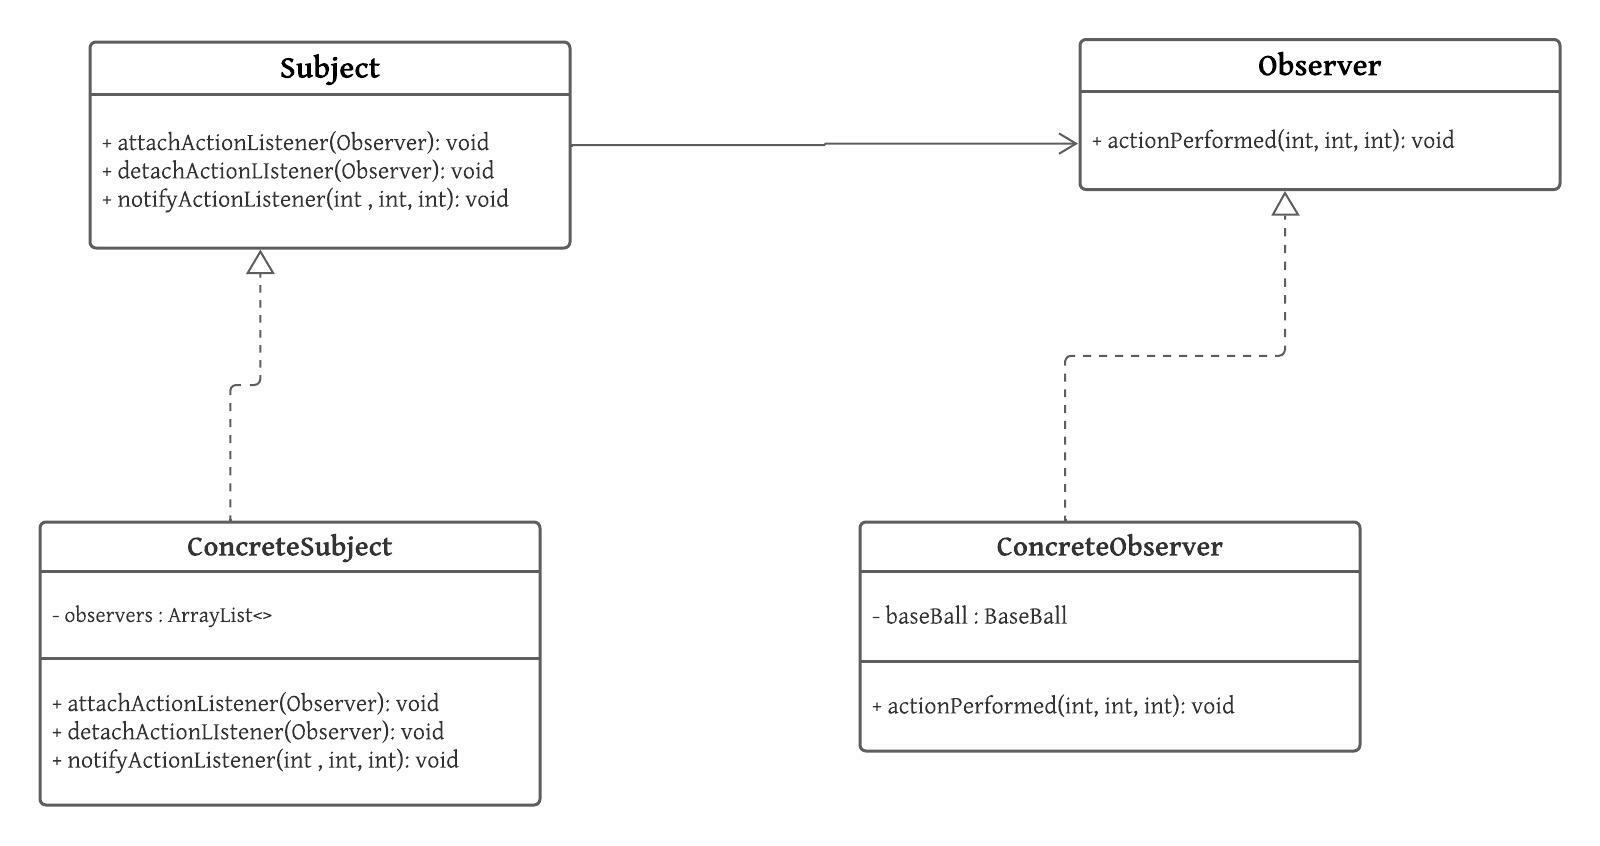 Subject
+ attachActionListener(Observer): void
+ detachActionLIstener(Observer): void
+ notifyActionListener(int , int, int): void
Observer
+ actionPerformed(int, int, int): void
ConcreteSubject
- observers : ArrayList<>
+ attachActionListener(Observer): void
+ detachActionLIstener(Observer): void
+ notifyActionListener(int , int, int): void
ConcreteObserver
- baseBall : BaseBall
+ actionPerformed(int, int, int): void